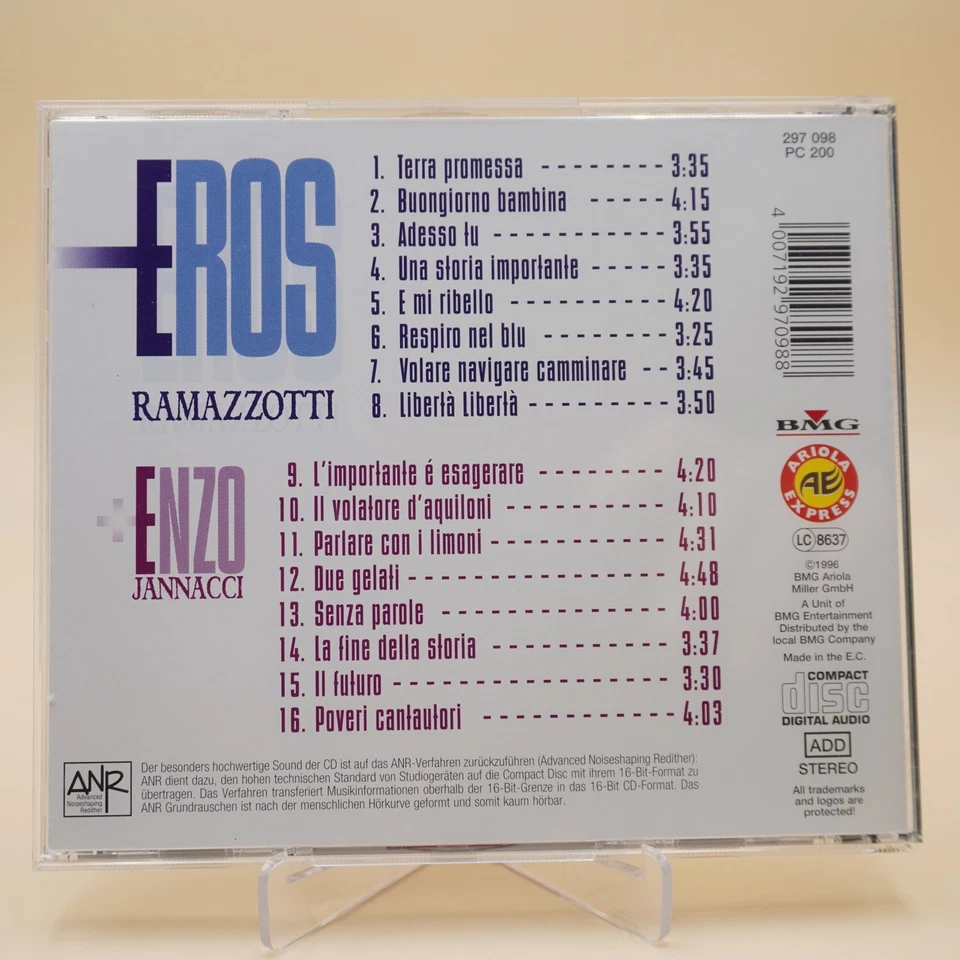 EROS
RAMAZZOTTI
1. Terra promessa -------- 3:35
2. Buongiorno bambina ----- 4:15
3. Adesso tu ----------- 3:55
4. Una storia importante ----- 3:35
5. E mi ribello ---------- 4:20
6. Respiro nel blu -------- 3:25
7. Volare navigare camminare -- 3:45
8. Libertà Libertà --------- 3:50
ENZO
JANNACCI
9. L'importante é esagerare -------- 4:20
10. Il volatore d'aquiloni ---------- 4:10
11. Parlare con i limoni ----------- 4:31
12. Due gelati ---------------- 4:48
13. Senza parole -------------- 4:00
14. La fine della storia ----------- 3:37
15. Il futuro ----------------- 3:30
16. Poveri cantautori ------------ 4:03
297 098
PC 200
4 007192 970988
BMG
ARIOLA
AE
EXPRESS
LC 8637
©1996
BMG Ariola
Miller GmbH
A Unit of
BMG Entertainment
Distributed by the
local BMG Company
Made in the E.C.
COMPACT
disc
DIGITAL AUDIO
ADD
STEREO
All trademarks
and logos are
protected!
ANR
Advanced
Noiseshaping
Redither
Der besonders hochwertige Sound der CD ist auf das ANR-Verfahren zurückzuführen (Advanced Noiseshaping Redither):
ANR dient dazu, den hohen technischen Standard von Studiogeräten auf die Compact Disc mit ihrem 16-Bit-Format zu
übertragen. Das Verfahren transferiert Musikinformationen oberhalb der 16-Bit-Grenze in das 16-Bit CD-Format. Das
ANR Grundrauschen ist nach der menschlichen Hörkurve geformt und somit kaum hörbar.